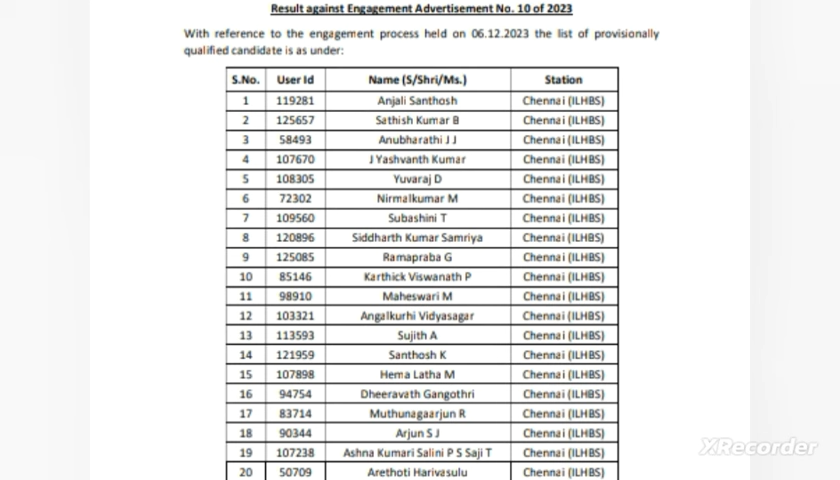 Result against Engagement Advertisement No. 10 of 2023
With reference to the engagement process held on 06.12.2023 the list of provisionally
qualified candidate is as under:
S.No. User Id Name (S/Shri/Ms.) Station
1 119281 Anjali Santhosh Chennai (ILHBS)
2 125657 Sathish Kumar B Chennai (ILHBS)
3 58493 Anubharathi J J Chennai (ILHBS)
4 107670 J Yashvanth Kumar Chennai (ILHBS)
5 108305 Yuvaraj D Chennai (ILHBS)
6 72302 Nirmalkumar M Chennai (ILHBS)
7 109560 Subashini T Chennai (ILHBS)
8 120896 Siddharth Kumar Samriya Chennai (ILHBS)
9 125085 Ramapraba G Chennai (ILHBS)
10 85146 Karthick Viswanath P Chennai (ILHBS)
11 98910 Maheswari M Chennai (ILHBS)
12 103321 Angalkurhi Vidyasagar Chennai (ILHBS)
13 113593 Sujith A Chennai (ILHBS)
14 121959 Santhosh K Chennai (ILHBS)
15 107898 Hema Latha M Chennai (ILHBS)
16 94754 Dheeravath Gangothri Chennai (ILHBS)
17 83714 Muthunagaarjun R Chennai (ILHBS)
18 90344 Arjun S J Chennai (ILHBS)
19 107238 Ashna Kumari Salini P S Saji T Chennai (ILHBS)
20 50709 Arethoti Harivasulu Chennai (ILHBS)
XRecorder